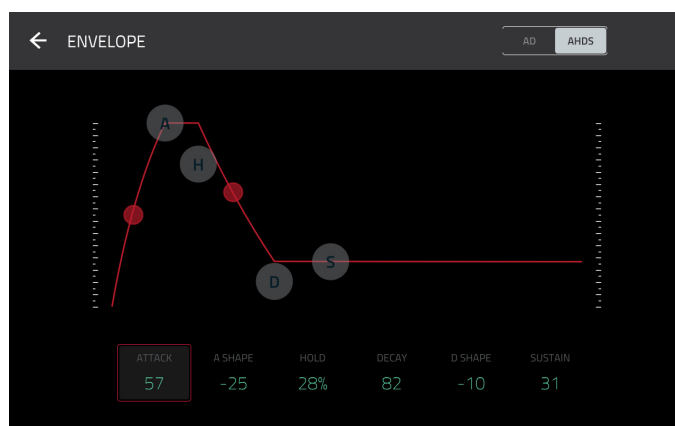 ENVELOPE
AD AHDS
A
H
S
D
ATTACK A SHAPE HOLD DECAY D SHAPE SUSTAIN
57 -25 28% 82 -10 31